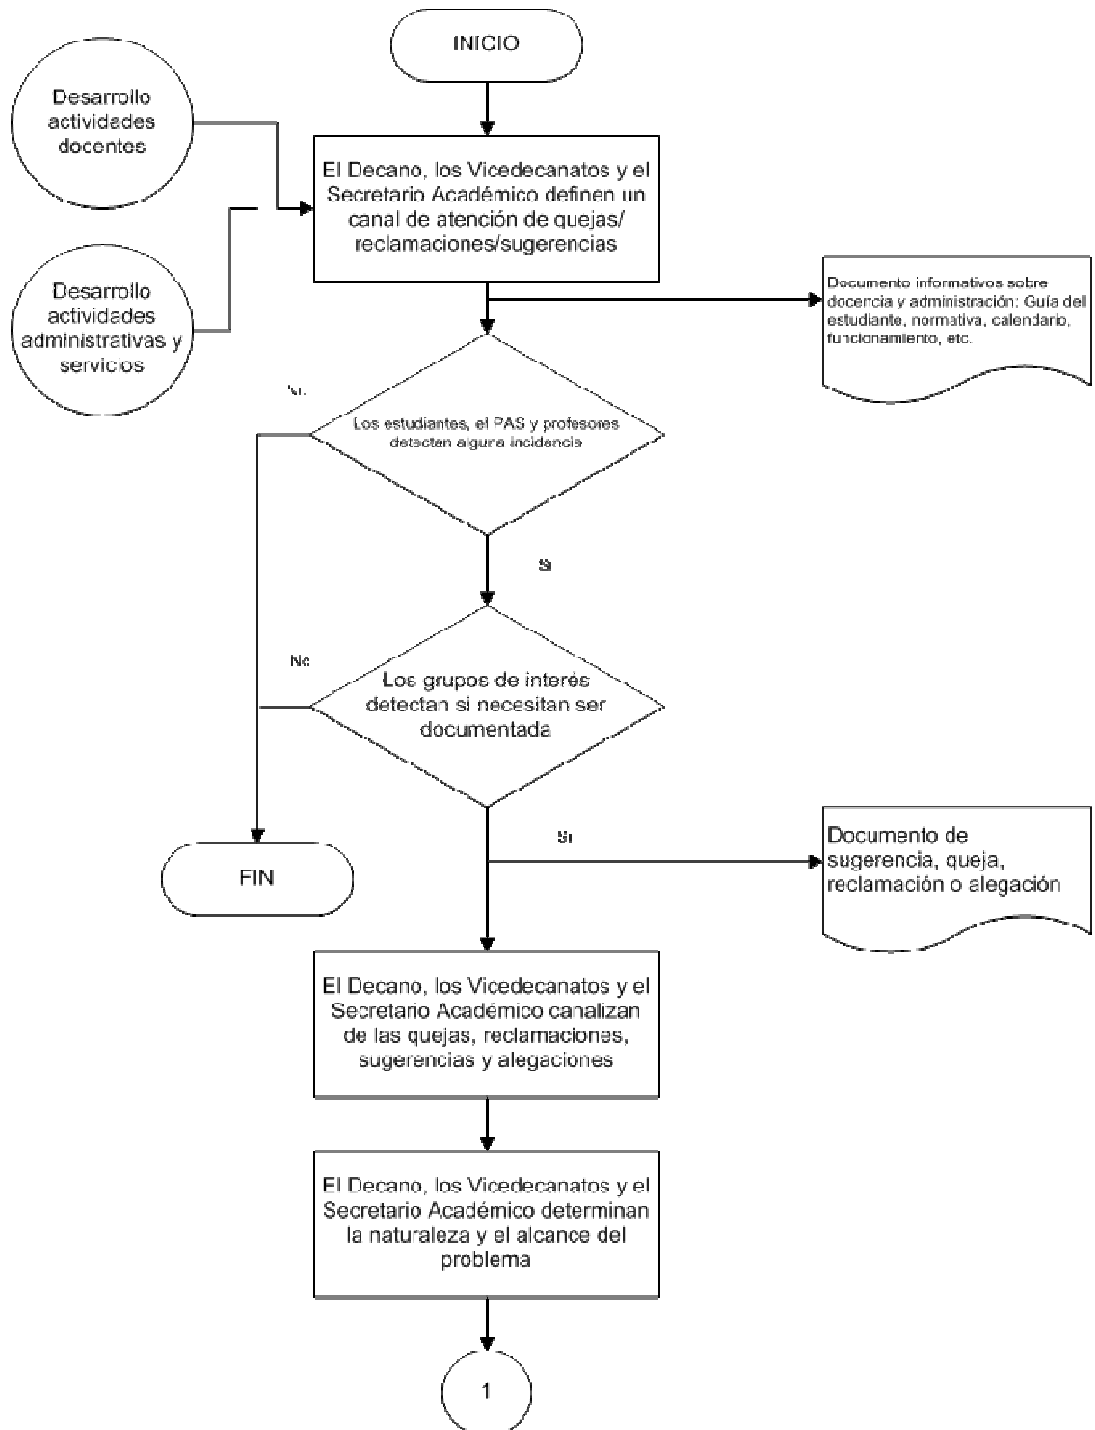 INICIO
Desarrollo
actividades
docentes
El Decano, los Vicedecanatos y el
Secretario Académico definen un
canal de atención de quejas/
reclamaciones/sugerencias
Desarrollo
actividades
administrativas y
servicios
Documento informativos sobre
docencia y administración: Guía del
estudiante, normativa, calendario,
funcionamiento, etc.
Los estudiantes, el PAS y profesores
detecten alguna incidencia
Si
No
Los grupos de interés
detectan si necesitan ser
documentada
Si
Documento de
sugerencia, queja,
reclamación o alegación
FIN
El Decano, los Vicedecanatos y el
Secretario Académico canalizan
de las quejas, reclamaciones,
sugerencias y alegaciones
El Decano, los Vicedecanatos y el
Secretario Académico determinan
la naturaleza y el alcance del
problema
1